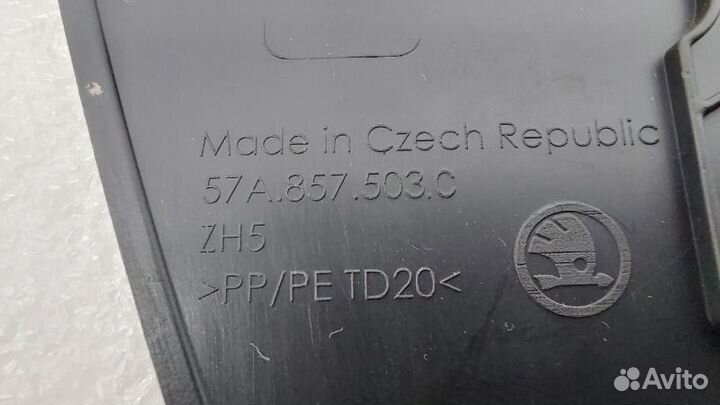 Made in Czech Republic
57A.857.503.C
ZH5
>PP/PE TD20<
Avito